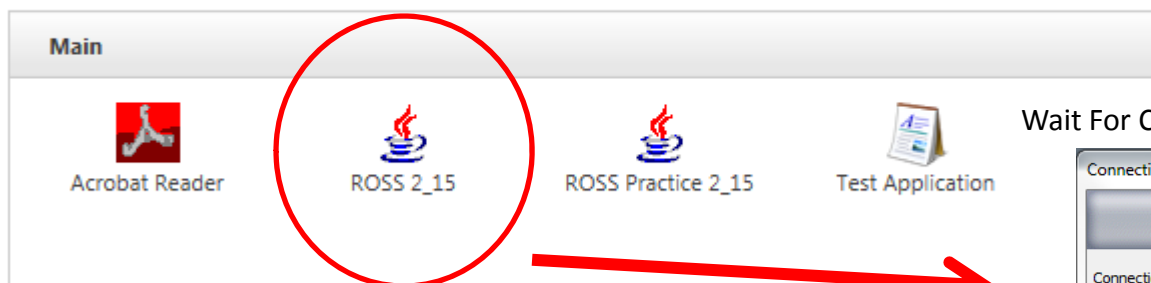 Main
Acrobat Reader
ROSS 2_15
ROSS Practice 2_15
Test Application
Wait For